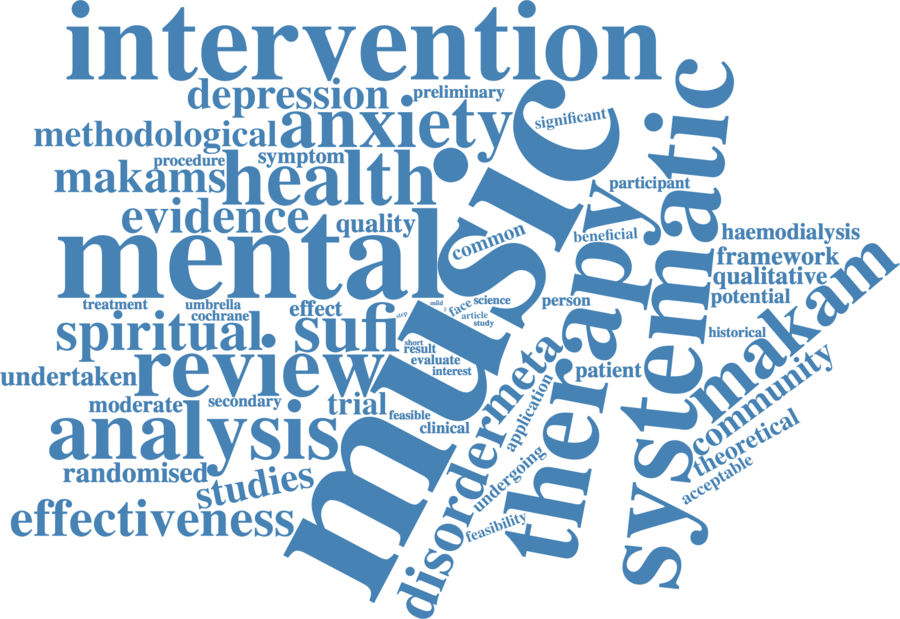 intervention
depression
preliminary
methodological
anxiety
significant
procedure
symptom
makams
health
participant
evidence
quality
mental
common
beneficial
haemodialysis
framework
qualitative
potential
treatment
umbrella
cochrane
effect
step
mild
face
science
article
study
person
spiritual
sufi
historical
short
result
evaluate
interest
undertaken
review
patient
moderate
secondary
trial
feasible
clinical
analysis
randomised
studies
effectiveness
music
disorder
meta
application
undergoing
feasibility
therapy
systematic
makam
community
theoretical
acceptable